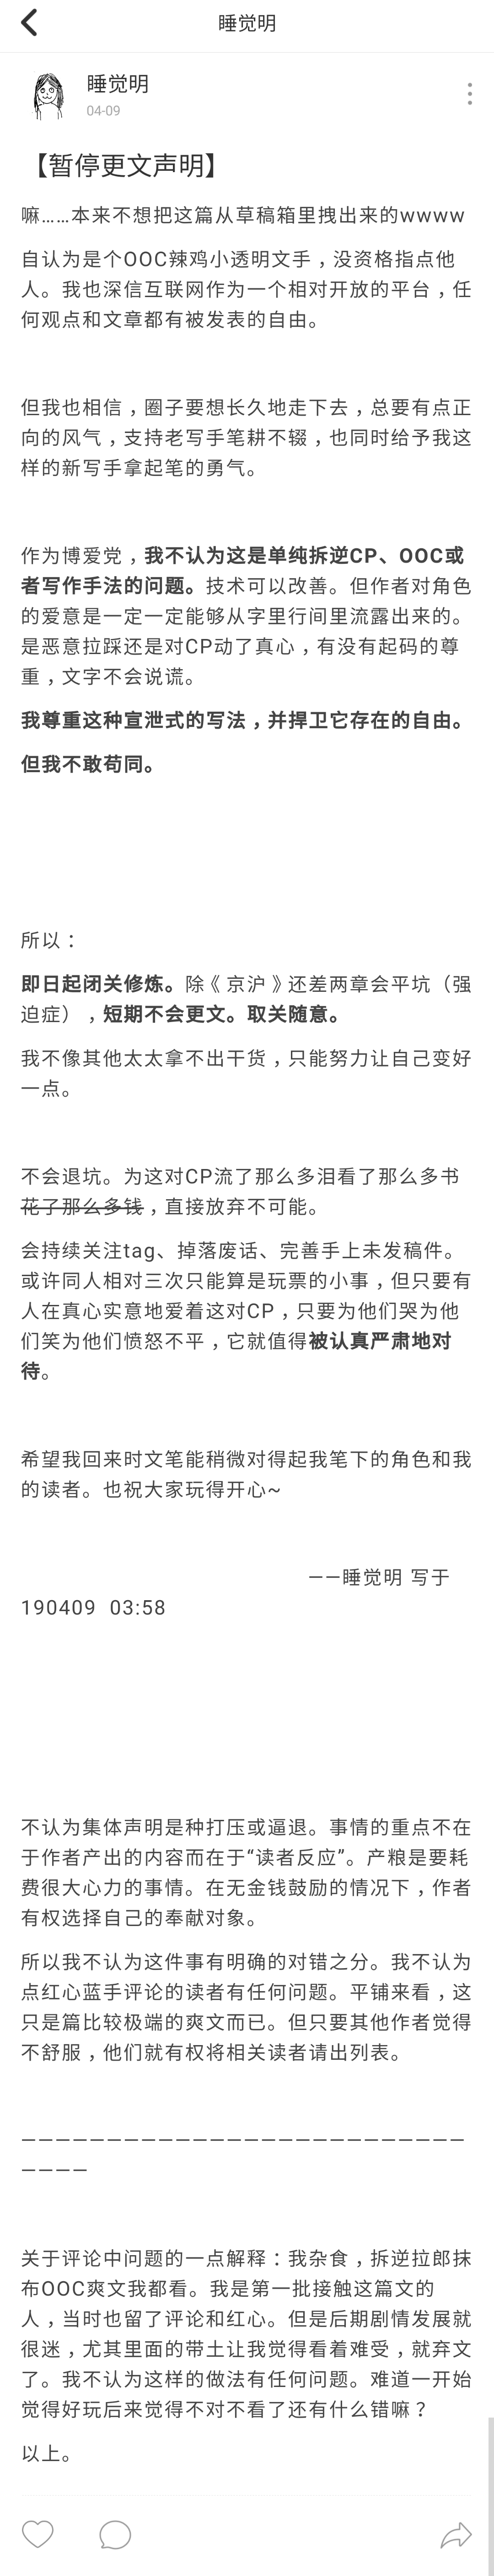 睡觉明
睡觉明
04-09
【暂停更文声明】
嘛……本来不想把这篇从草稿箱里拽出来的wwww
自认为是个OOC辣鸡小透明文手，没资格指点他
人。我也深信互联网作为一个相对开放的平台，任
何观点和文章都有被发表的自由。
但我也相信，圈子要想长久地走下去，总要有点正
向的风气，支持老写手笔耕不辍，也同时给予我这
样的新写手拿起笔的勇气。
作为博爱党，我不认为这是单纯拆逆CP、OOC或
者写作手法的问题。技术可以改善。但作者对角色
的爱意是一定一定能够从字里行间里流露出来的。
是恶意拉踩还是对CP动了真心，有没有起码的尊
重，文字不会说谎。
我尊重这种宣泄式的写法，并捍卫它存在的自由。
但我不敢苟同。
所以：
即日起闭关修炼。除《京沪》还差两章会平坑（强
迫症），短期不会更文。取关随意。
我不像其他太太拿不出干货，只能努力让自己变好
一点。
不会退坑。为这对CP流了那么多泪看了那么多书
花了那么多钱，直接放弃不可能。
会持续关注tag、掉落废话、完善手上未发稿件。
或许同人相对三次只能算是玩票的小事，但只要有
人在真心实意地爱着这对CP，只要为他们哭为他
们笑为他们愤怒不平，它就值得被认真严肃地对
待。
希望我回来时文笔能稍微对得起我笔下的角色和我
的读者。也祝大家玩得开心~
——睡觉明 写于
190409 03:58
不认为集体声明是种打压或逼退。事情的重点不在
于作者产出的内容而在于“读者反应”。产粮是要耗
费很大心力的事情。在无金钱鼓励的情况下，作者
有权选择自己的奉献对象。
所以我不认为这件事有明确的对错之分。我不认为
点红心蓝手评论的读者有任何问题。平铺来看，这
只是篇比较极端的爽文而已。但只要其他作者觉得
不舒服，他们就有权将相关读者请出列表。
——————————————————————————
————
关于评论中问题的一点解释：我杂食，拆逆拉郎抹
布OOC爽文我都看。我是第一批接触这篇文的
人，当时也留了评论和红心。但是后期剧情发展就
很迷，尤其里面的带土让我觉得看着难受，就弃文
了。我不认为这样的做法有任何问题。难道一开始
觉得好玩后来觉得不对不看了还有什么错嘛？
以上。